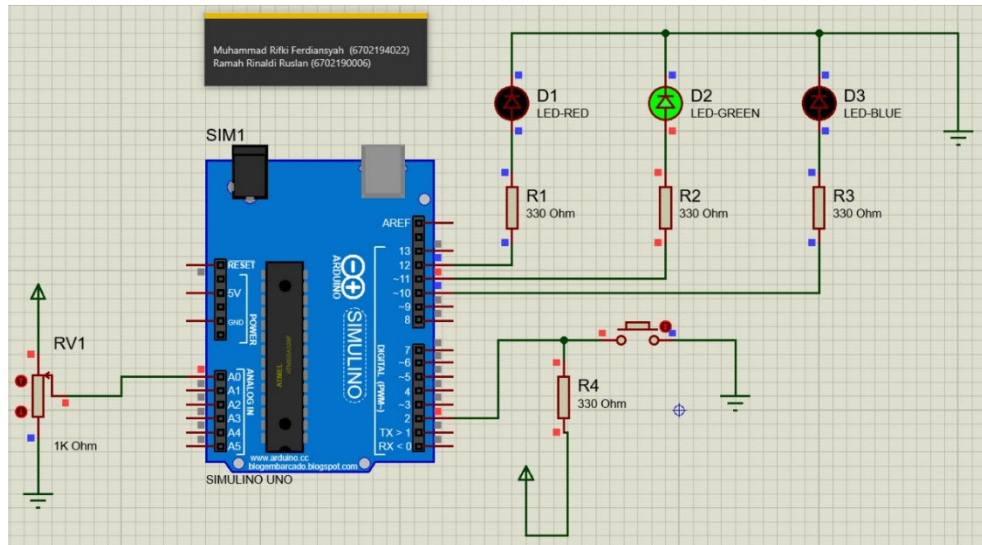 Muhammad Rifki Ferdiansyah (6702194022)
Ramah Rinaldi Ruslan (6702190006)
D1
LED-RED
D2
LED-GREEN
D3
LED-BLUE
SIM1
R1
330 Ohm
R2
330 Ohm
R3
330 Ohm
AREF
13
12
~11
~10
~9
8
RESET
5V
GND
POWER
ARDUINO
SIMULINO
ATMEL
RV1
1K Ohm
A0
A1
A2
A3
A4
A5
ANALOG IN
DIGITAL (PWM~)
7
~6
~5
4
~3
2
TX > 1
RX < 0
R4
330 Ohm
www.arduino.cc
blogembarcado.blogspot.com
SIMULINO UNO